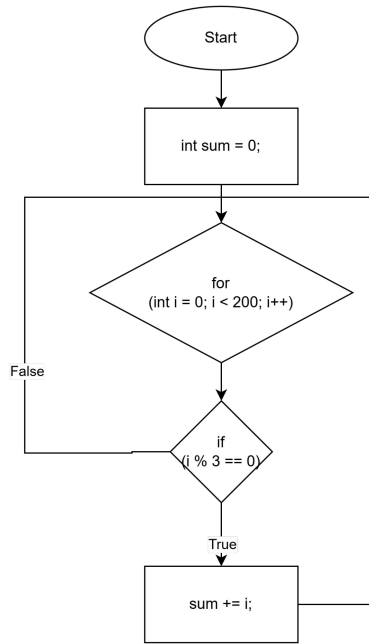 Start
int sum = 0;
for
(int i = 0; i < 200; i++)
False
if
(i % 3 == 0)
True
sum += i;